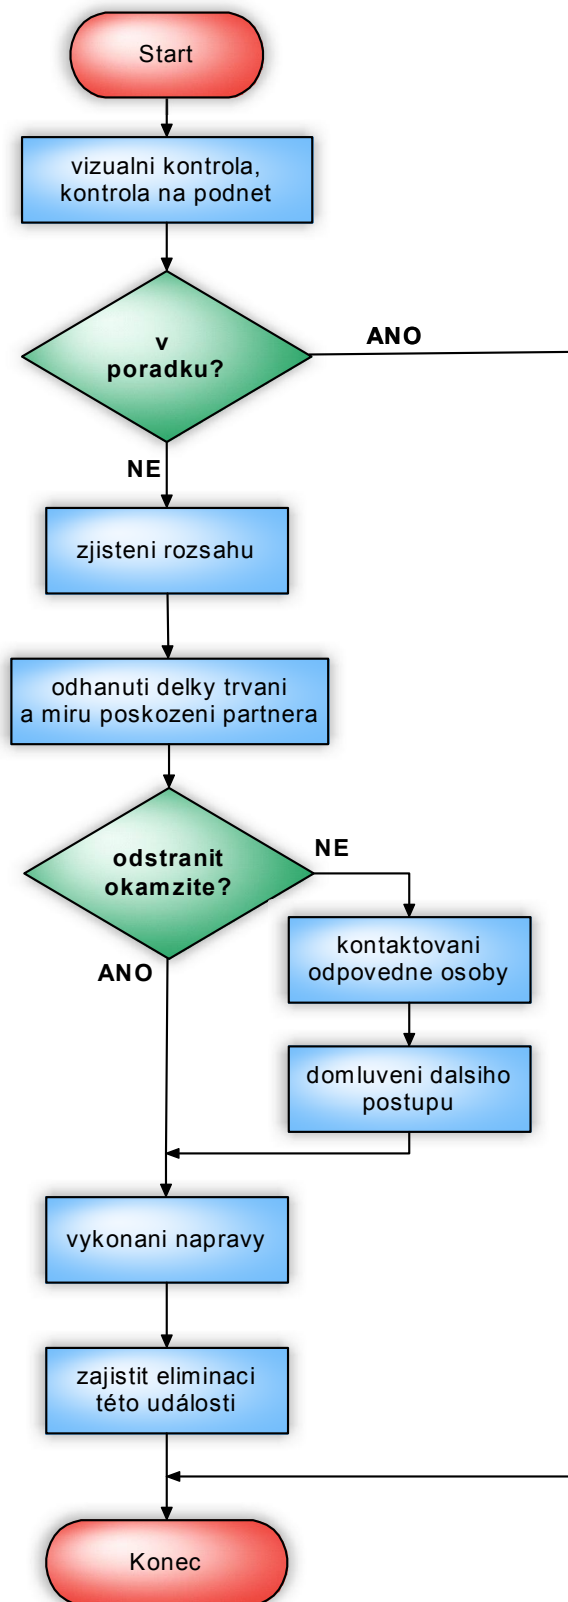 Start
vizualni kontrola,
kontrola na podnet
v
poradku?
ANO
NE
zjisteni rozsahu
odhanuti delky trvani
a miru poskozeni partnera
odstranit
okamzite?
NE
ANO
kontaktovani
odpovedne osoby
domluveni dalsiho
postupu
vykonani napravy
zajistit eliminaci
této události
Konec